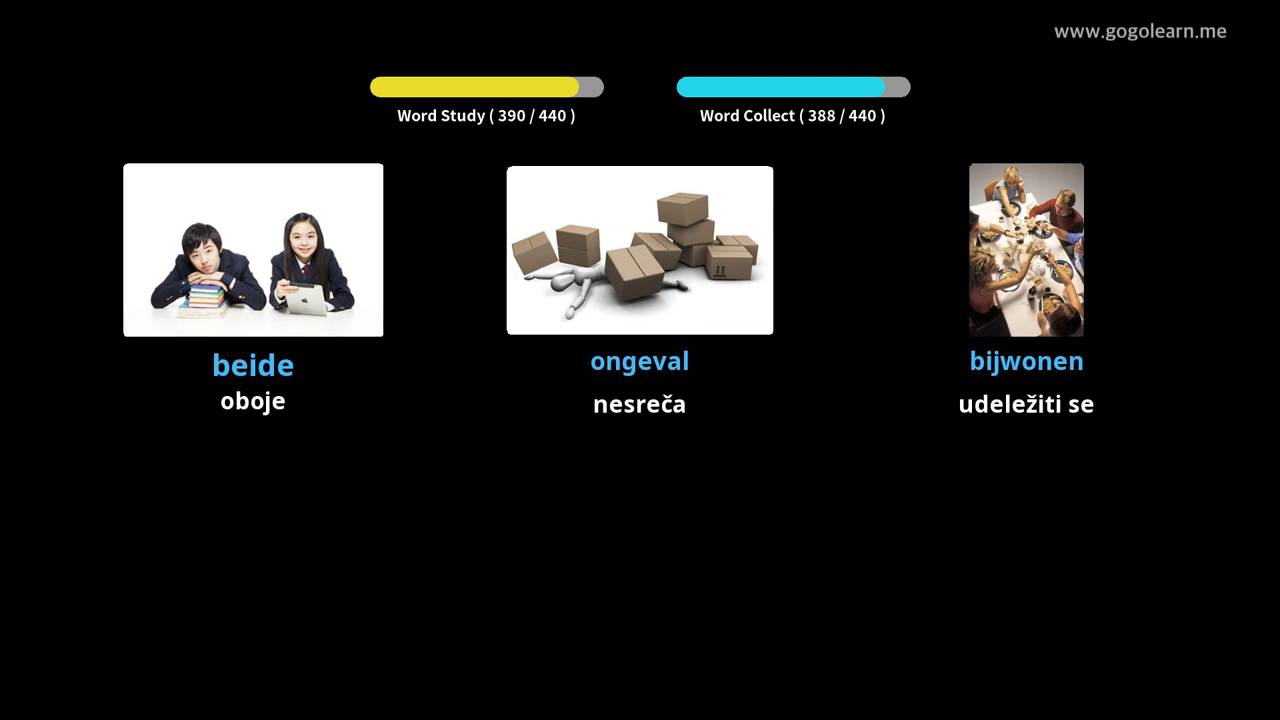 www.gogolearn.me
Word Study ( 390 / 440 )
Word Collect ( 388 / 440 )
beide
oboje
ongeval
nesreča
bijwonen
udeležiti se